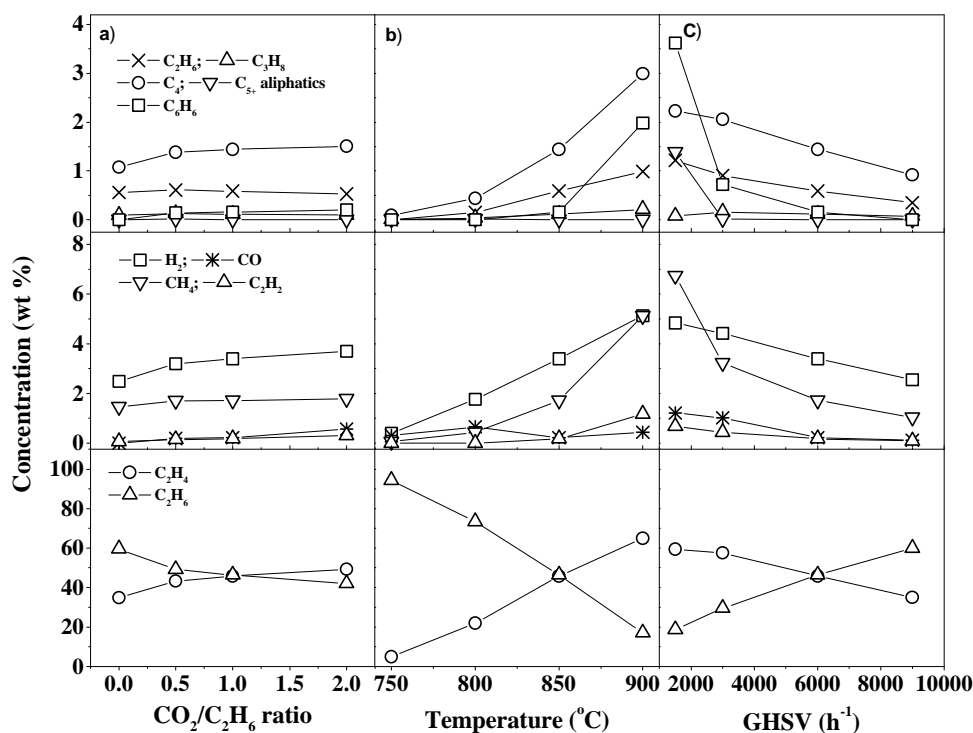 a)
b)
C)
C₂H₆; C₃H₈
C₄; C₅₊ aliphatics
C₆H₆
4
3
2
1
0
H₂; CO
CH₄; C₂H₂
8
6
4
2
0
C₂H₄
C₂H₆
100
80
60
40
20
0
Concentration (wt %)
0.0 0.5 1.0 1.5 2.0
750 800 850 900
2000 4000 6000 8000 10000
CO₂/C₂H₆ ratio
Temperature (°C)
GHSV (h⁻¹)